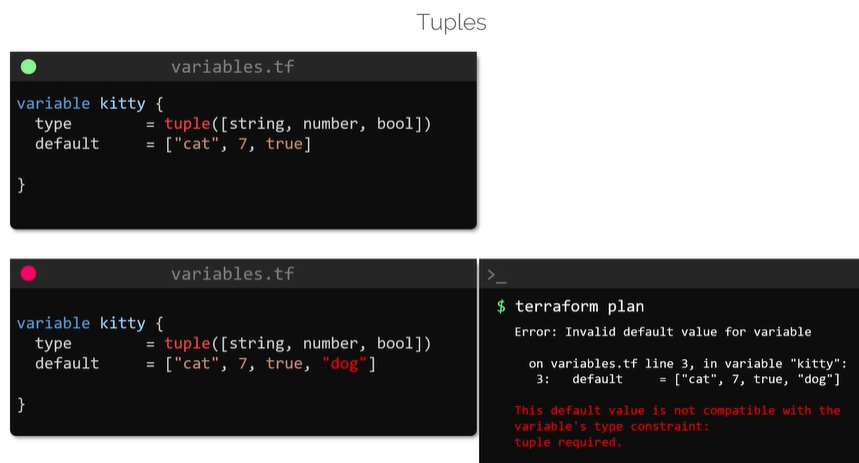 Tuples
variables.tf
variable kitty {
  type        = tuple([string, number, bool])
  default     = ["cat", 7, true]
}
variables.tf
variable kitty {
  type        = tuple([string, number, bool])
  default     = ["cat", 7, true, "dog"]
}
>_
$ terraform plan
Error: Invalid default value for variable
  on variables.tf line 3, in variable "kitty":
   3:   default     = ["cat", 7, true, "dog"]
This default value is not compatible with the
variable's type constraint:
tuple required.